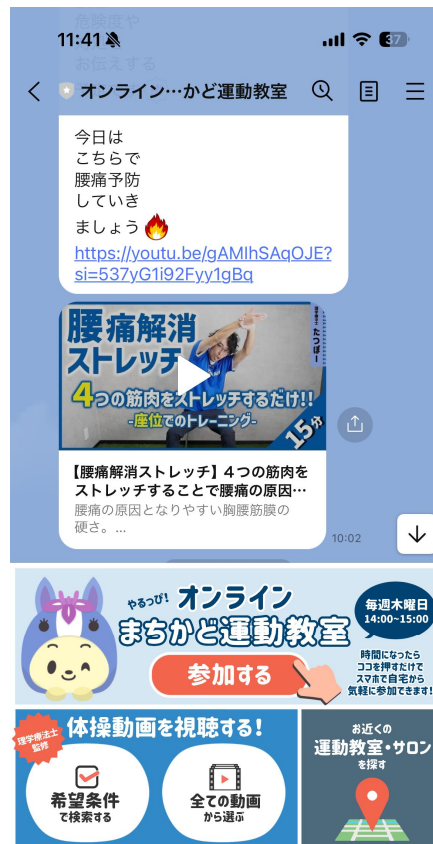 危険度や
11:41
37
お伝えする
オンライン…かど運動教室
今日は
こちらで
腰痛予防
していき
ましょう🔥
https://youtu.be/gAMIhSAqOJE?
si=537yG1i92Fyy1gBq
腰痛解消
ストレッチ
4つの筋肉をストレッチするだけ!!
-座位でのトレーニング-
15分
理学療法士
たつぼー
【腰痛解消ストレッチ】4つの筋肉を
ストレッチすることで腰痛の原因…
腰痛の原因となりやすい胸腰筋膜の
硬さ。…
10:02
やるっぴ!オンライン
まちかど運動教室
参加する
毎週木曜日
14:00~15:00
時間になったら
ココを押すだけで
スマホで自宅から
気軽に参加できます!
理学療法士
監修
体操動画を視聴する!
希望条件
で検索する
全ての動画
から選ぶ
お近くの
運動教室・サロン
を探す